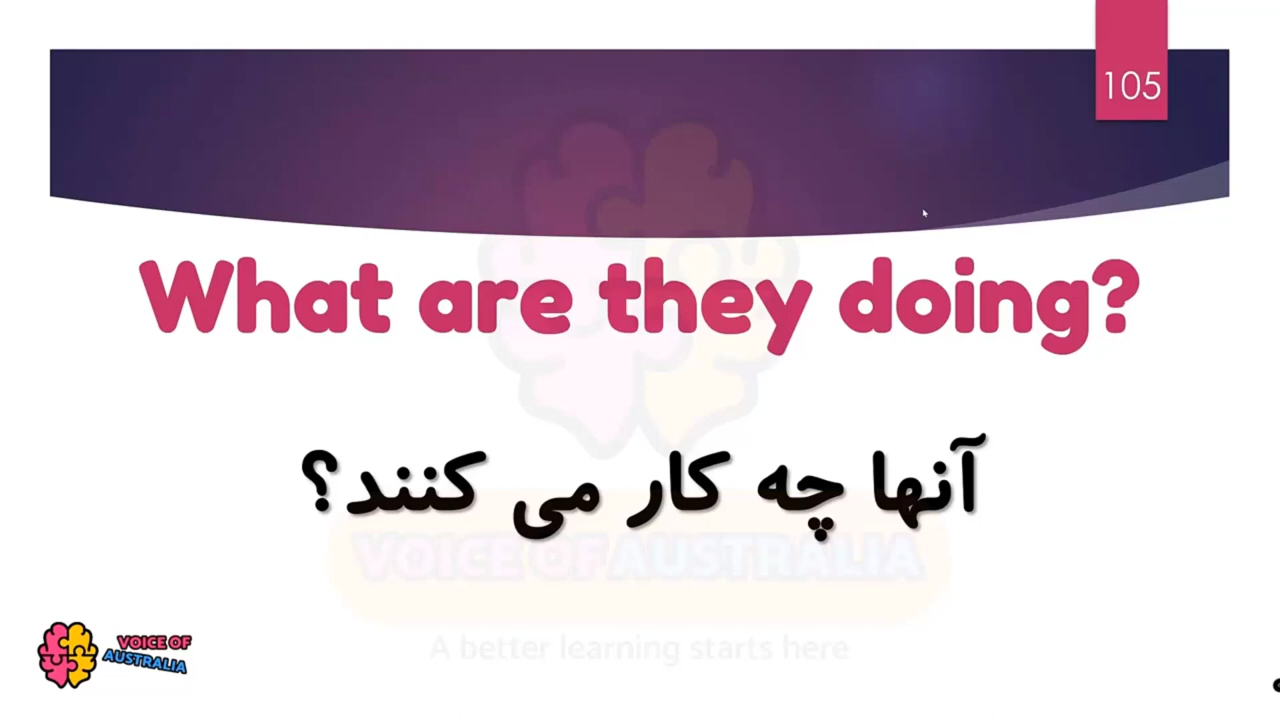 105
What are they doing?
آنها چه کار می کنند؟
VOICE OF AUSTRALIA
A better learning starts here
VOICE OF
AUSTRALIA